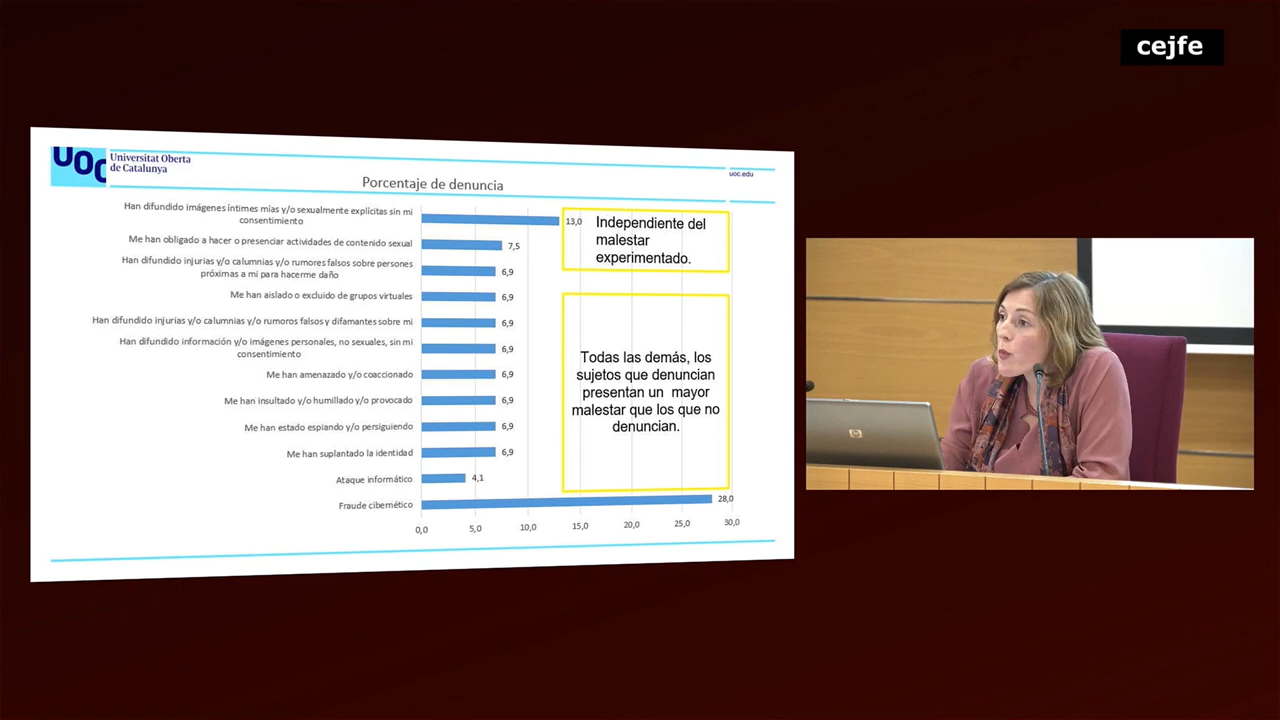 cejfe
UOC
Universitat Oberta
de Catalunya
uoc.edu
Porcentaje de denuncia
Han difundido imágenes íntimes mías y/o sexualmente explícitas sin mi
consentimiento
13,0
Me han obligado a hacer o presenciar actividades de contenido sexual
7,5
Han difundido injurias y/o calumnias y/o rumores falsos sobre persones
próximas a mi para hacerme daño
6,9
Me han aislado o excluido de grupos virtuales
6,9
Han difundido injurias y/o calumnias y/o rumoros falsos y difamantes sobre mi
6,9
Han difundido información y/o imágenes personales, no sexuales, sin mi
consentimiento
6,9
Me han amenazado y/o coaccionado
6,9
Me han insultado y/o humillado y/o provocado
6,9
Me han estado espiando y/o persiguiendo
6,9
Me han suplantado la identidad
6,9
Ataque informático
4,1
Fraude cibernético
28,0
0,0 5,0 10,0 15,0 20,0 25,0 30,0
Independiente del
malestar
experimentado.
Todas las demás, los
sujetos que denuncian
presentan un mayor
malestar que los que no
denuncian.
hp